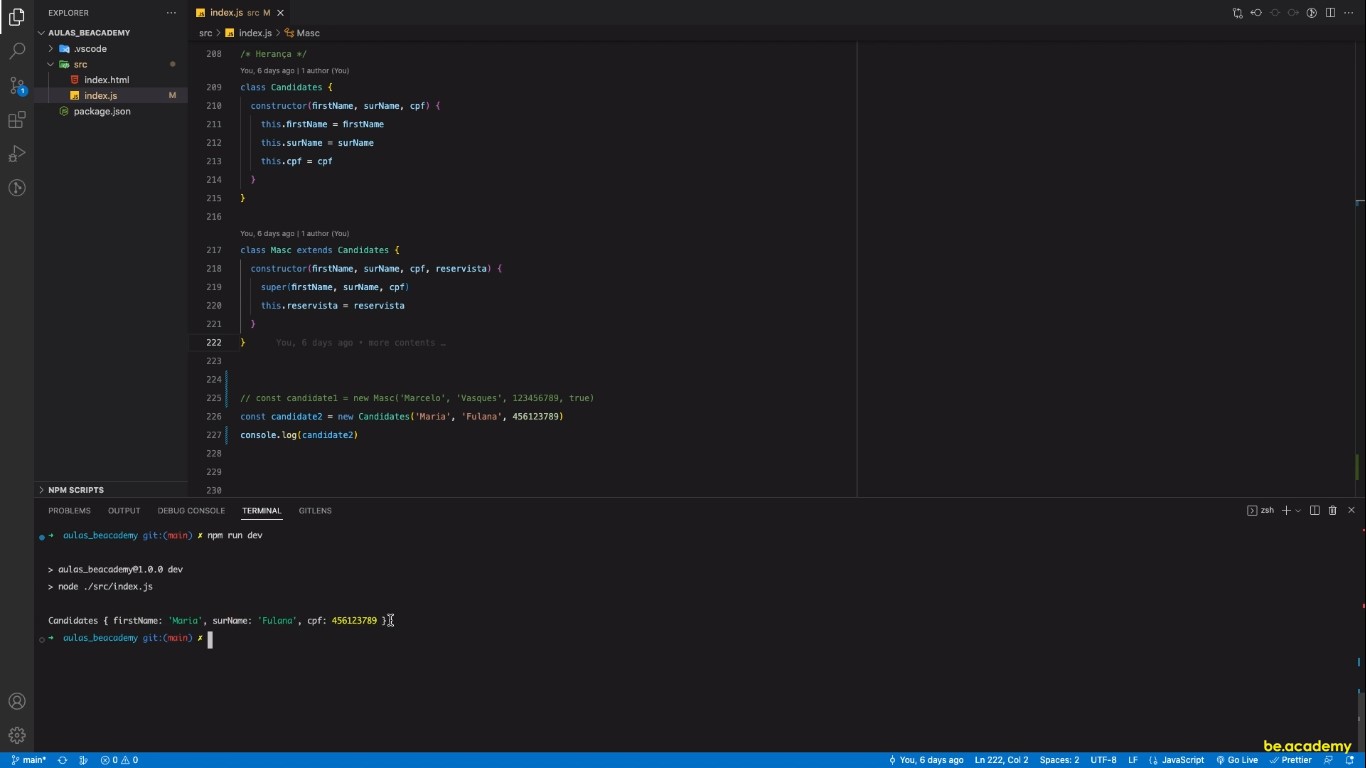 EXPLORER
AULAS_BEACADEMY
.vscode
src
index.html
index.js M
package.json
NPM SCRIPTS
1
index.js src M
src > index.js > Masc
208 /* Herança */
You, 6 days ago | 1 author (You)
209 class Candidates {
210 constructor(firstName, surName, cpf) {
211 this.firstName = firstName
212 this.surName = surName
213 this.cpf = cpf
214 }
215 }
216
You, 6 days ago | 1 author (You)
217 class Masc extends Candidates {
218 constructor(firstName, surName, cpf, reservista) {
219 super(firstName, surName, cpf)
220 this.reservista = reservista
221 }
222 } You, 6 days ago • more contents …
223
224
225 // const candidate1 = new Masc('Marcelo', 'Vasques', 123456789, true)
226 const candidate2 = new Candidates('Maria', 'Fulana', 456123789)
227 console.log(candidate2)
228
229
230
PROBLEMS OUTPUT DEBUG CONSOLE TERMINAL GITLENS
zsh
➜ aulas_beacademy git:(main) ✗ npm run dev
> aulas_beacademy@1.0.0 dev
> node ./src/index.js
Candidates { firstName: 'Maria', surName: 'Fulana', cpf: 456123789 }
➜ aulas_beacademy git:(main) ✗
be.academy
main* 0 0 You, 6 days ago Ln 222, Col 2 Spaces: 2 UTF-8 LF {} JavaScript Go Live Prettier